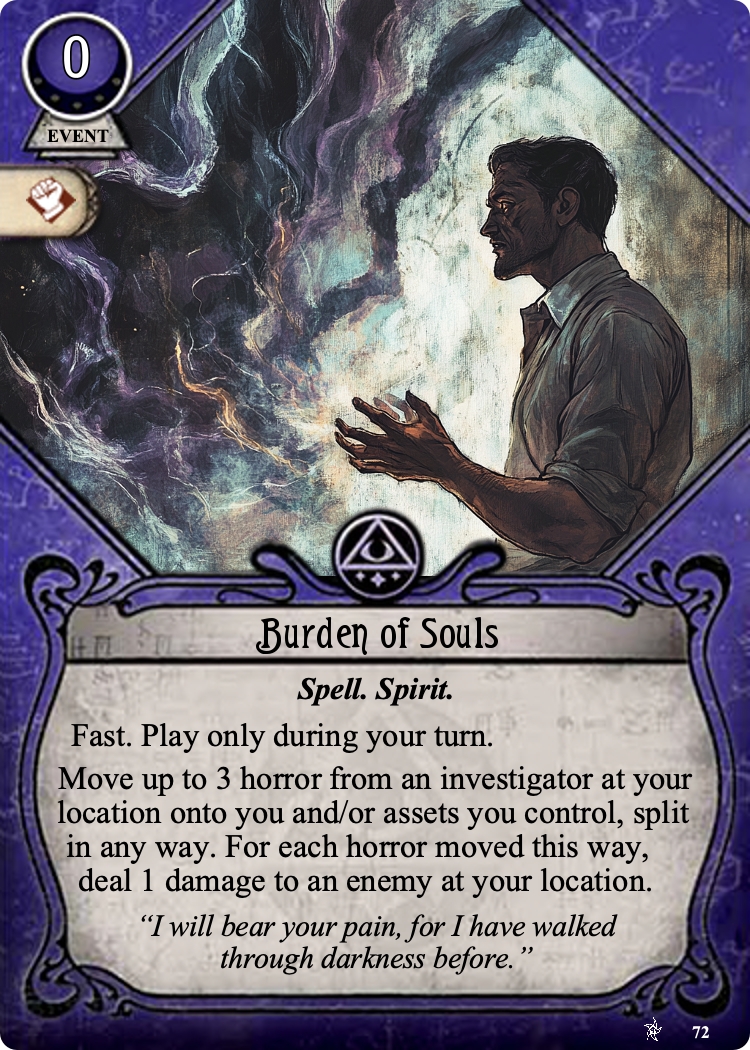 0
EVENT
Burden of Souls
Spell. Spirit.
Fast. Play only during your turn.
Move up to 3 horror from an investigator at your
location onto you and/or assets you control, split
in any way. For each horror moved this way,
deal 1 damage to an enemy at your location.
“I will bear your pain, for I have walked
through darkness before.”
72